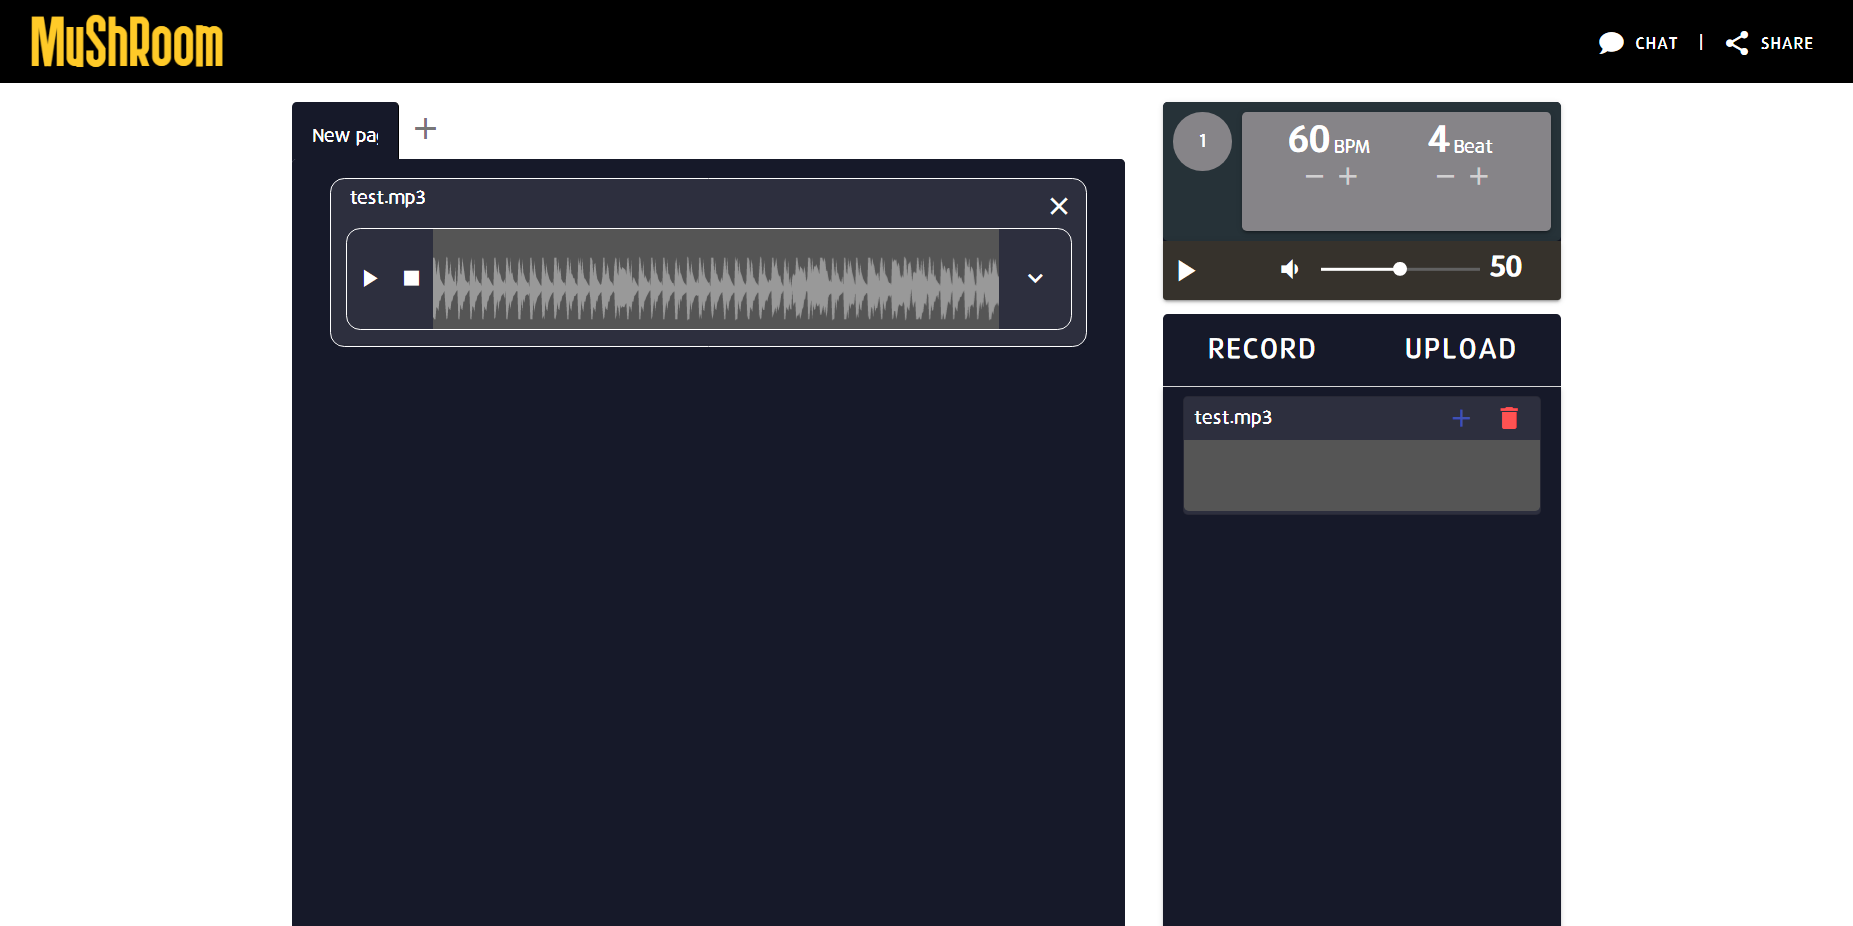 MuShRoom
CHAT | SHARE
New pa
test.mp3
1
60 BPM
4 Beat
50
RECORD
UPLOAD
test.mp3